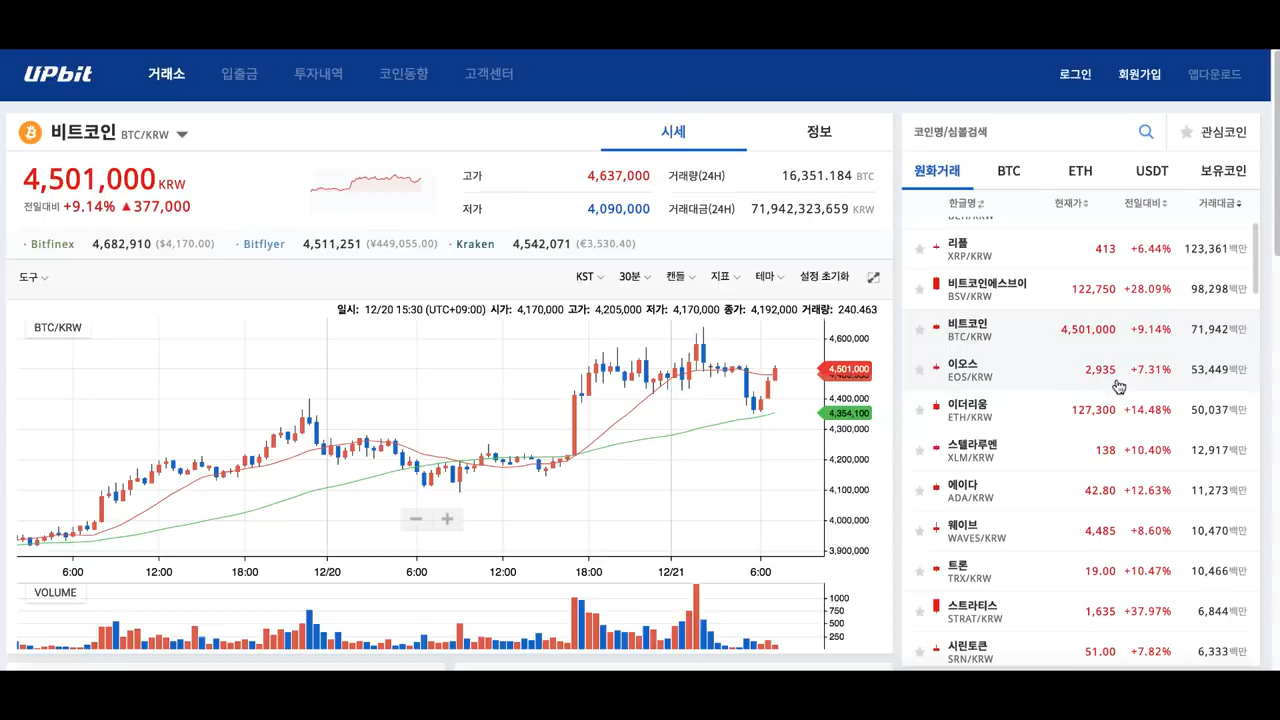 UPbit 거래소 입출금 투자내역 코인동향 고객센터 로그인 회원가입 앱다운로드
비트코인 BTC/KRW
시세 정보
4,501,000 KRW
전일대비 +9.14% ▲377,000
고가 4,637,000 거래량(24H) 16,351.184 BTC
저가 4,090,000 거래대금(24H) 71,942,323,659 KRW
· Bitfinex 4,682,910 ($4,170.00) · Bitflyer 4,511,251 (¥449,055.00) · Kraken 4,542,071 (€3,530.40)
도구 KST 30분 캔들 지표 테마 설정 초기화
일시: 12/20 15:30 (UTC+09:00) 시가: 4,170,000 고가: 4,205,000 저가: 4,170,000 종가: 4,192,000 거래량: 240.463
BTC/KRW
4,600,000
4,501,000
4,400,000
4,354,100
4,300,000
4,200,000
4,100,000
4,000,000
3,900,000
6:00 12:00 18:00 12/20 6:00 12:00 18:00 12/21 6:00
VOLUME
1000
750
500
250
코인명/심볼검색 관심코인
원화거래 BTC ETH USDT 보유코인
한글명 현재가 전일대비 거래대금
BCH/KRW
리플 413 +6.44% 123,361백만
XRP/KRW
비트코인에스브이 122,750 +28.09% 98,298백만
BSV/KRW
비트코인 4,501,000 +9.14% 71,942백만
BTC/KRW
이오스 2,935 +7.31% 53,449백만
EOS/KRW
이더리움 127,300 +14.48% 50,037백만
ETH/KRW
스텔라루멘 138 +10.40% 12,917백만
XLM/KRW
에이다 42.80 +12.63% 11,273백만
ADA/KRW
웨이브 4,485 +8.60% 10,470백만
WAVES/KRW
트론 19.00 +10.47% 10,466백만
TRX/KRW
스트라티스 1,635 +37.97% 6,844백만
STRAT/KRW
시린토큰 51.00 +7.82% 6,333백만
SRN/KRW